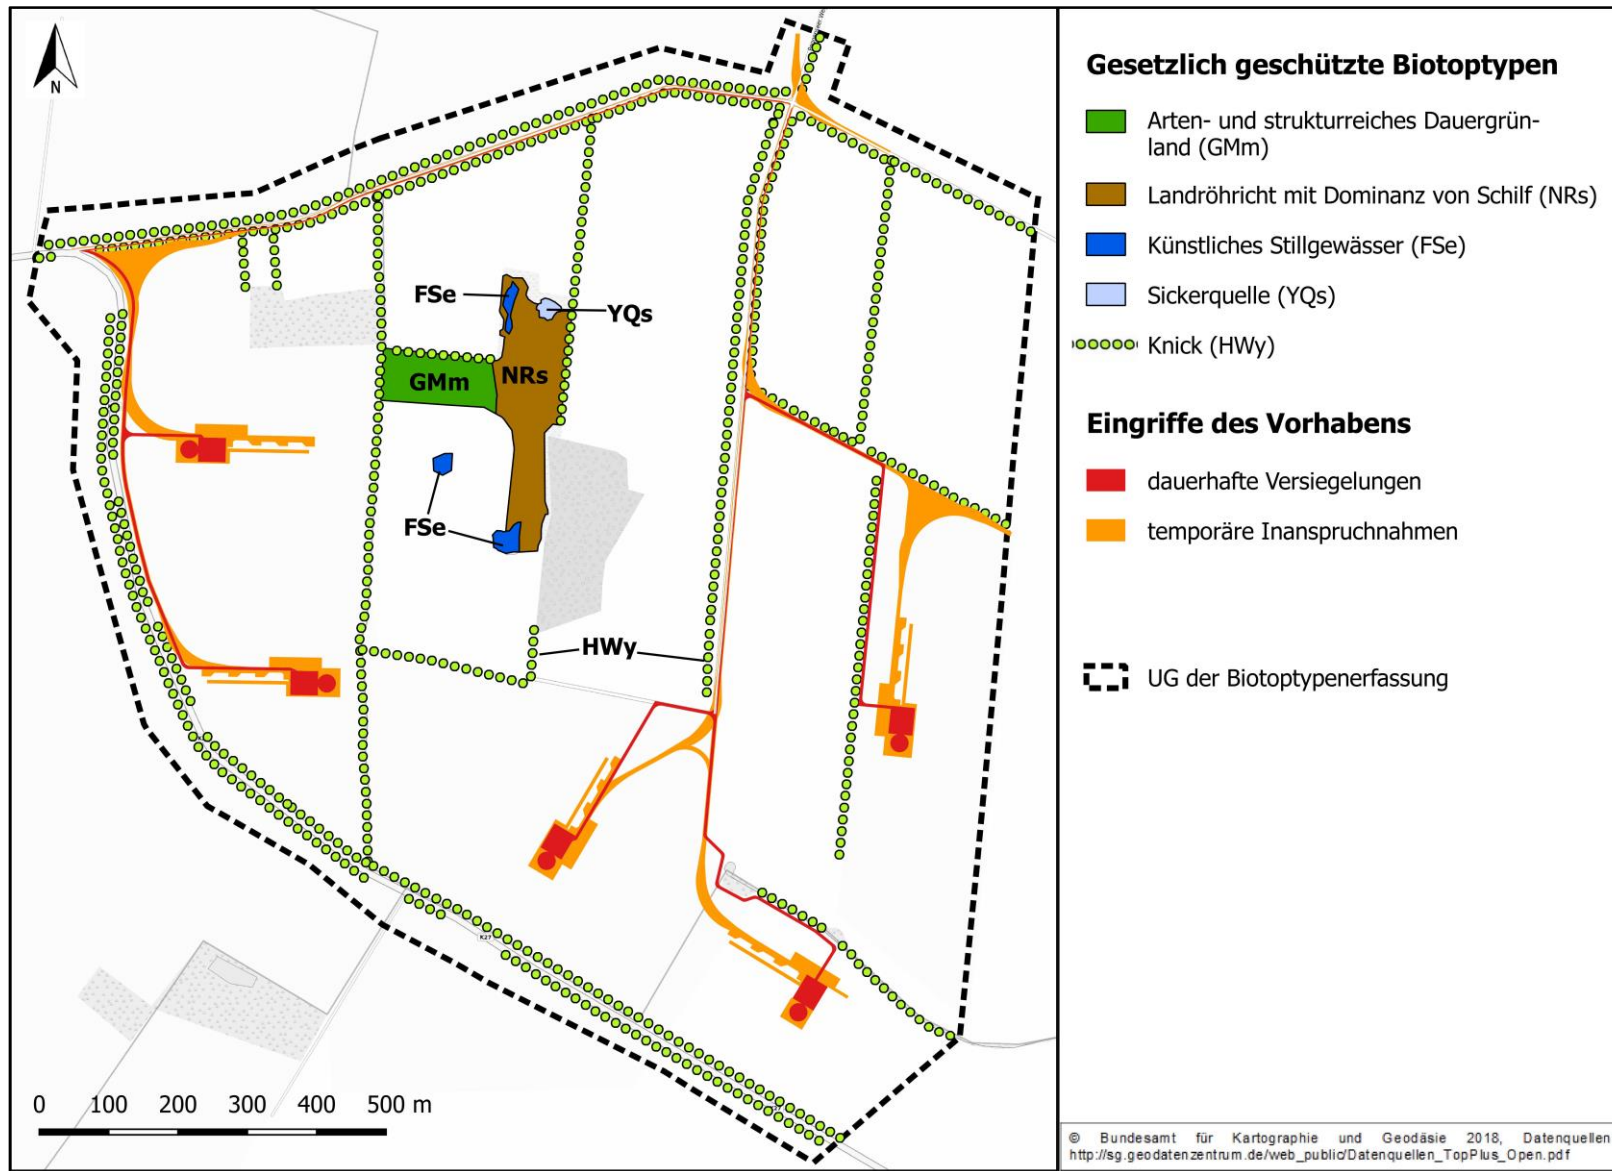 N
FSe
YQs
GMm
NRs
FSe
HWy
K27
0 100 200 300 400 500 m
Gesetzlich geschützte Biotoptypen
Arten- und strukturreiches Dauergrün-
land (GMm)
Landröhricht mit Dominanz von Schilf (NRs)
Künstliches Stillgewässer (FSe)
Sickerquelle (YQs)
Knick (HWy)
Eingriffe des Vorhabens
dauerhafte Versiegelungen
temporäre Inanspruchnahmen
UG der Biotoptypenerfassung
© Bundesamt für Kartographie und Geodäsie 2018, Datenquellen
http://sg.geodatenzentrum.de/web_public/Datenquellen_TopPlus_Open.pdf